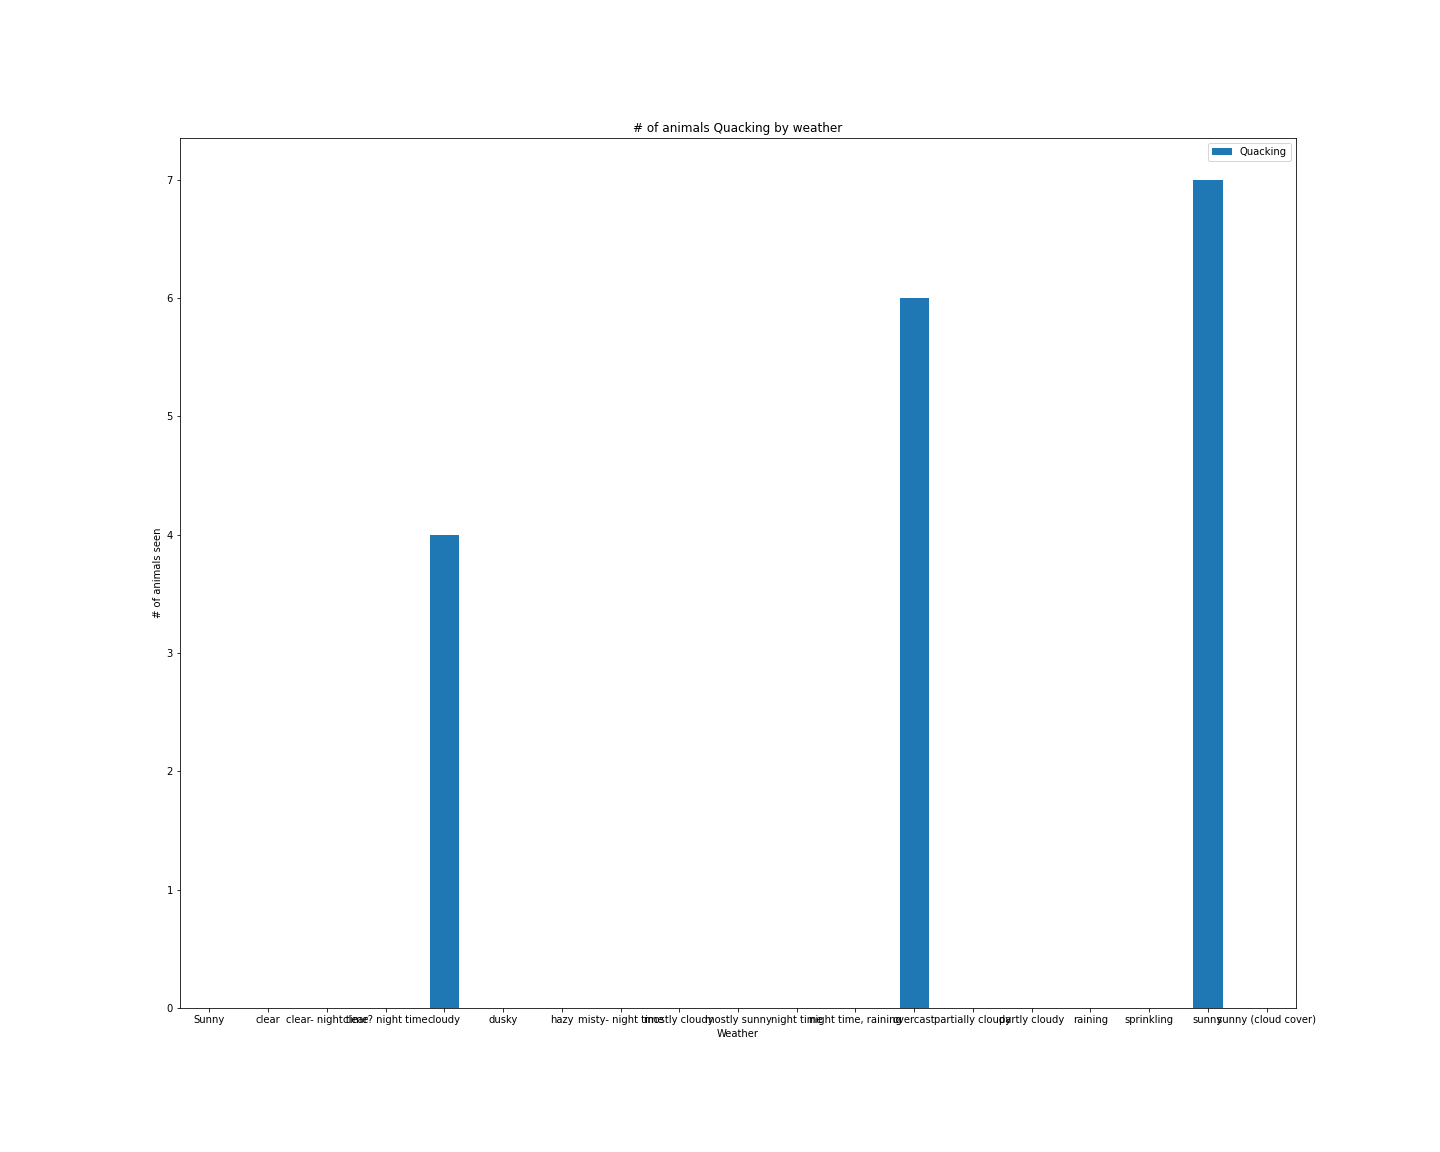 # of animals Quacking by weather
Quacking
7
6
5
4
3
2
1
0
# of animals seen
Sunny clear clear- night time clear? night time cloudy dusky hazy misty- night time mostly cloudy mostly sunny night time night time, raining overcast partially cloudy partly cloudy raining sprinkling sunny sunny (cloud cover)
Weather